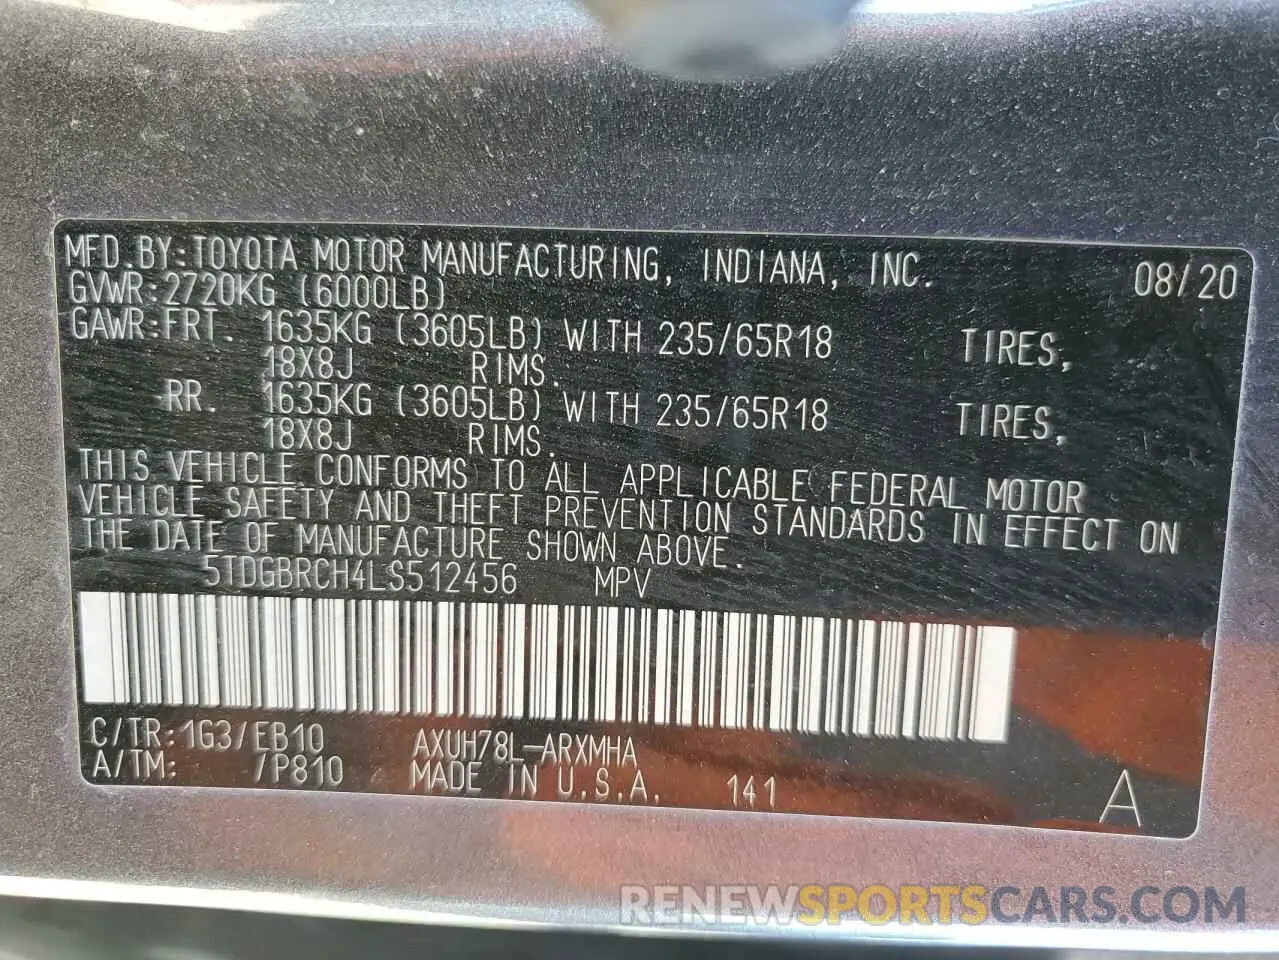 MFD.BY:TOYOTA MOTOR MANUFACTURING, INDIANA, INC. 08/20
GVWR:2720KG (6000LB)
GAWR:FRT. 1635KG (3605LB) WITH 235/65R18 TIRES,
18X8J RIMS.
RR. 1635KG (3605LB) WITH 235/65R18 TIRES,
18X8J RIMS.
THIS VEHICLE CONFORMS TO ALL APPLICABLE FEDERAL MOTOR
VEHICLE SAFETY AND THEFT PREVENTION STANDARDS IN EFFECT ON
THE DATE OF MANUFACTURE SHOWN ABOVE.
5TDGBRCH4LS512456 MPV
C/TR:1G3/EB10 AXUH78L-ARXMHA
A/TM: /P810 MADE IN U.S.A. 141 A
RENEWSPORTSCARS.COM